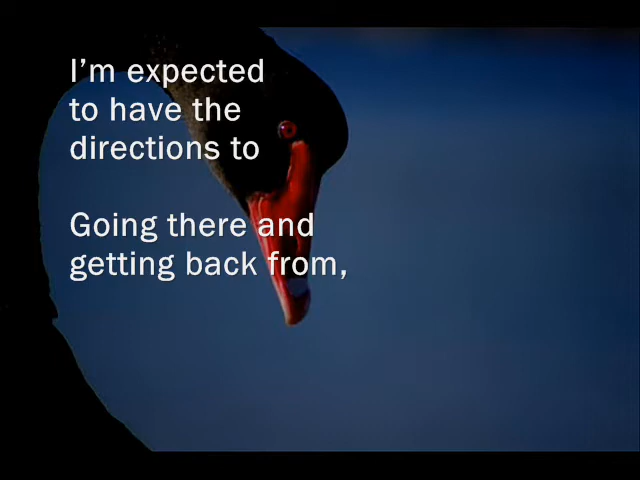 I’m expected
to have the
directions to
Going there and
getting back from,